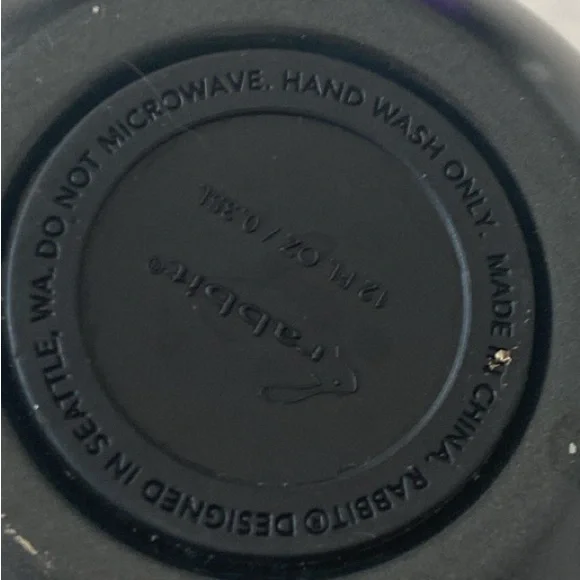 DO NOT MICROWAVE. HAND WASH ONLY. MADE IN CHINA. RABBIT® DESIGNED IN SEATTLE, WA.
rabbit®
12 FL. OZ / 0.35L